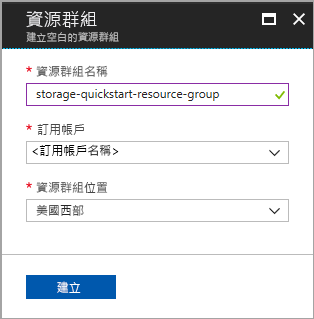 資源群組
建立空白的資源群組
* 資源群組名稱
storage-quickstart-resource-group
* 訂用帳戶
<訂用帳戶名稱>
* 資源群組位置
美國西部
建立